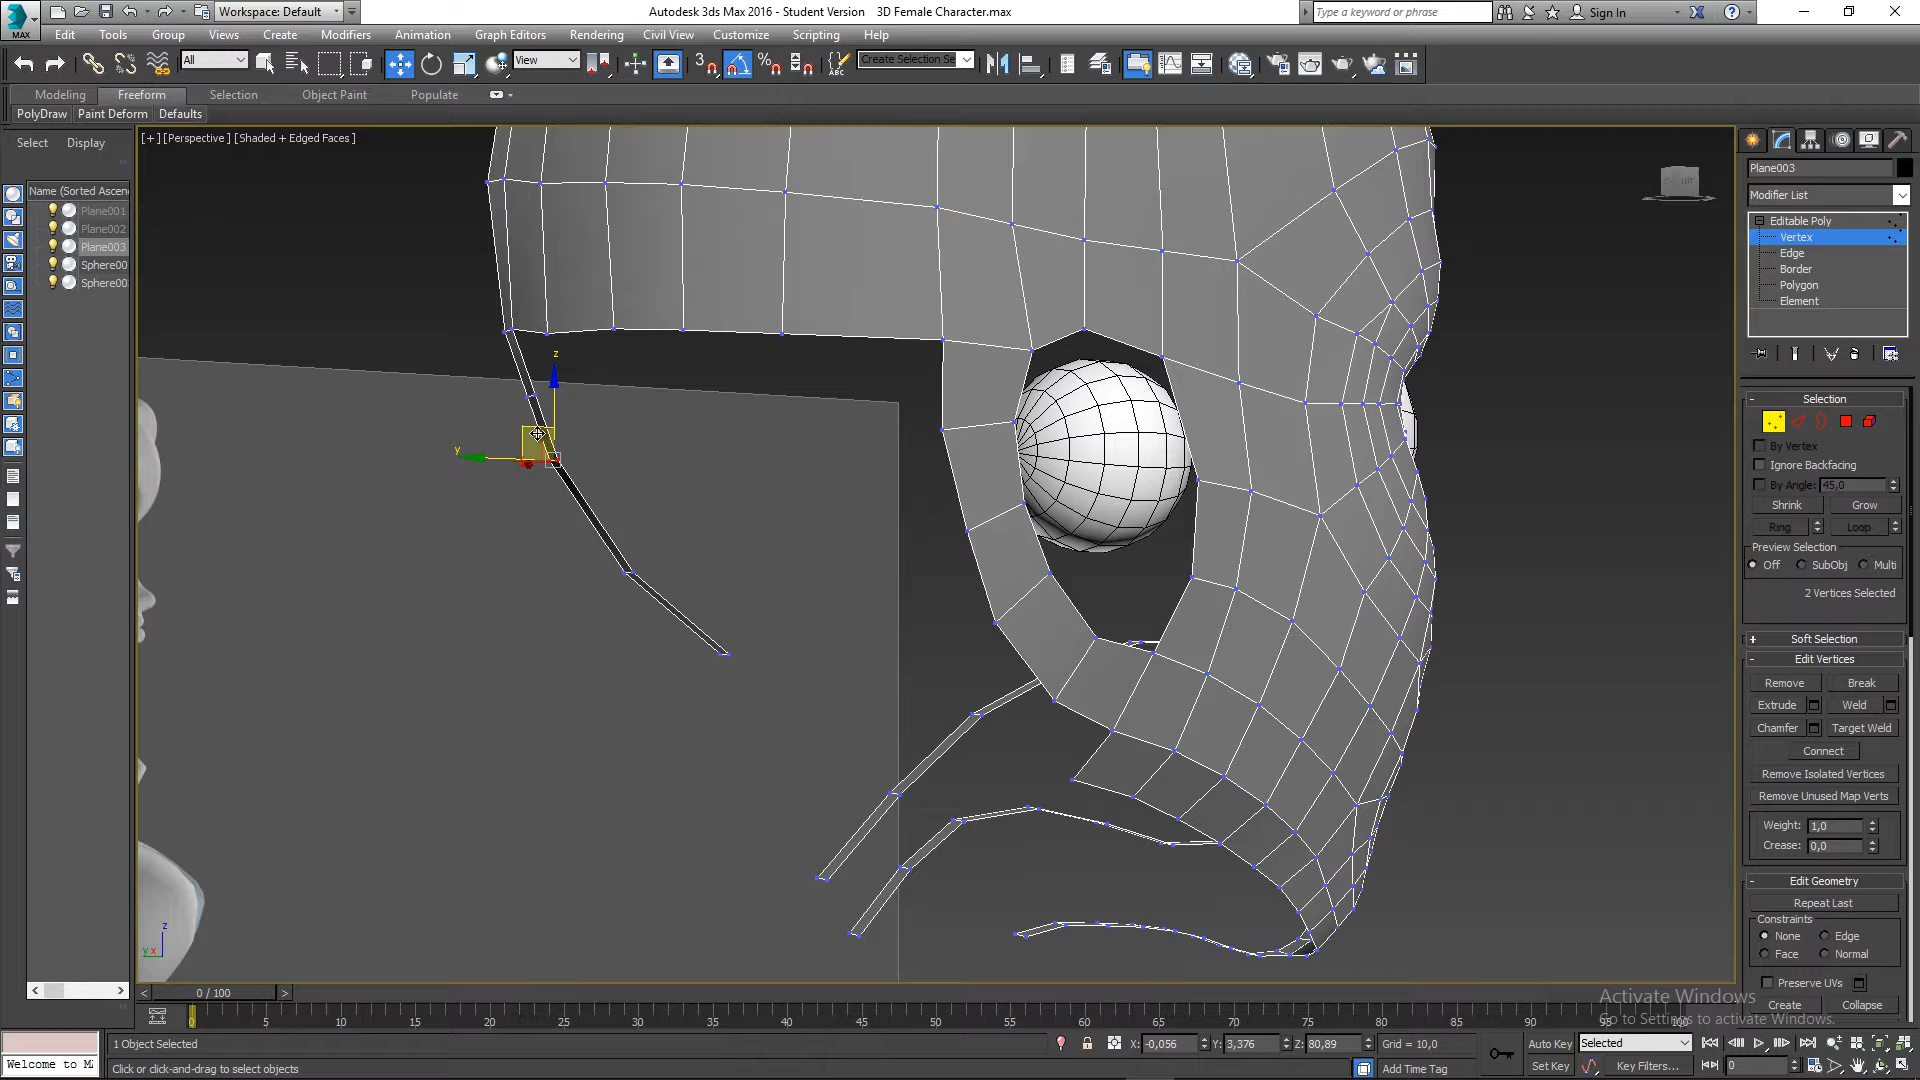 Workspace: Default
Autodesk 3ds Max 2016 - Student Version    3D Female Character.max
Type a keyword or phrase
Sign In
MAX
Edit Tools Group Views Create Modifiers Animation Graph Editors Rendering Civil View Customize Scripting Help
All
View
3
ABC
Create Selection Se
Modeling Freeform Selection Object Paint Populate
PolyDraw Paint Deform Defaults
Select Display
[+][Perspective][Shaded + Edged Faces]
Name (Sorted Ascen
Plane001
Plane002
Plane003
Sphere00
Sphere00
z
y
z
y x
Plane003
Modifier List
Editable Poly
Vertex
Edge
Border
Polygon
Element
- Selection
By Vertex
Ignore Backfacing
By Angle: 45,0
Shrink Grow
Ring Loop
Preview Selection
Off SubObj Multi
2 Vertices Selected
+ Soft Selection
- Edit Vertices
Remove Break
Extrude Weld
Chamfer Target Weld
Connect
Remove Isolated Vertices
Remove Unused Map Verts
Weight: 1,0
Crease: 0,0
- Edit Geometry
Repeat Last
Constraints
None Edge
Face Normal
Preserve UVs
Create Collapse
Activate Windows
Go to Settings to activate Windows.
< 0 / 100 >
0 5 10 15 20 25 30 35 40 45 50 55 60 65 70 75 80 85 90 95 100
1 Object Selected
X: -0,056 Y: 3,376 Z: 80,89 Grid = 10,0
Auto Key Selected
Welcome to M
Click or click-and-drag to select objects
Add Time Tag
Set Key Key Filters... 0